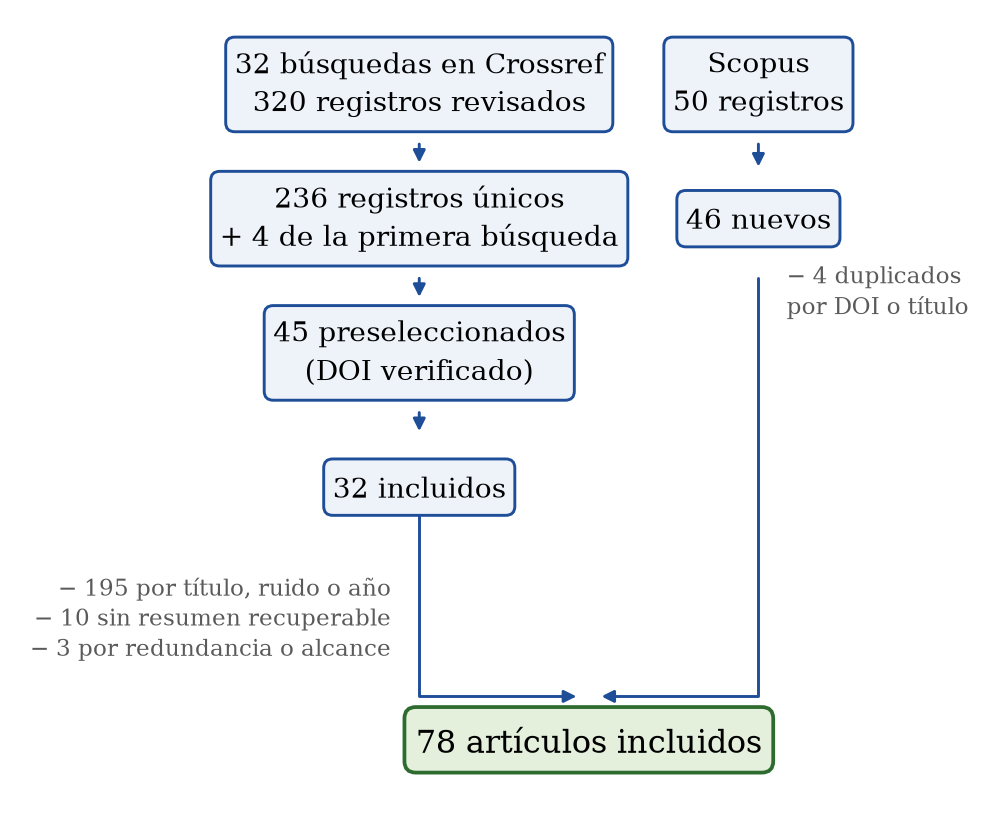 32 búsquedas en Crossref
320 registros revisados
Scopus
50 registros
236 registros únicos
+ 4 de la primera búsqueda
46 nuevos
− 4 duplicados
por DOI o título
45 preseleccionados
(DOI verificado)
32 incluidos
− 195 por título, ruido o año
− 10 sin resumen recuperable
− 3 por redundancia o alcance
78 artículos incluidos